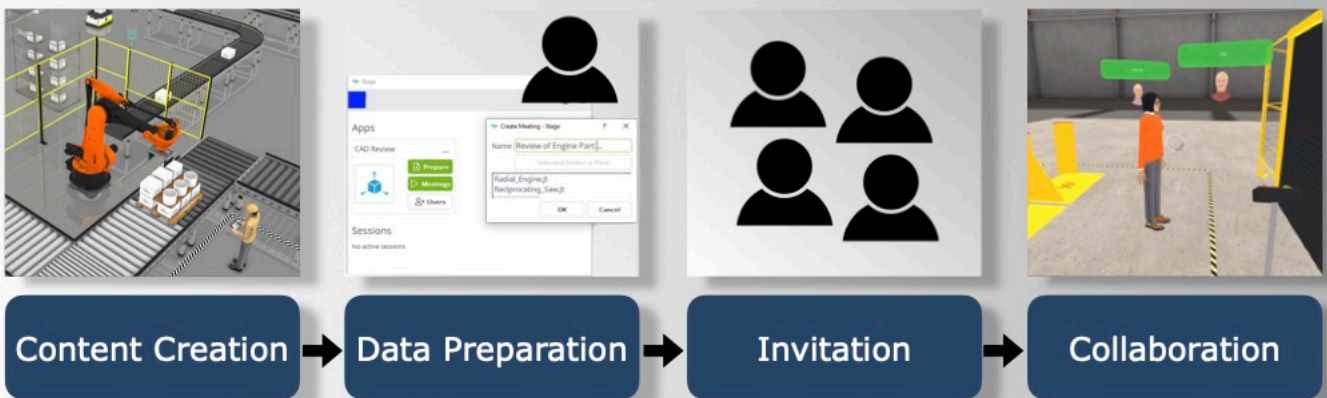 Stage
Apps
CAD Review
...
Prepare
Meetings
Users
Sessions
No active sessions
Create Meeting - Stage
? X
Name Review of Engine Part...
Radial_Engine.jt
Reciprocating_Saw.jt
OK Cancel
Content Creation
Data Preparation
Invitation
Collaboration